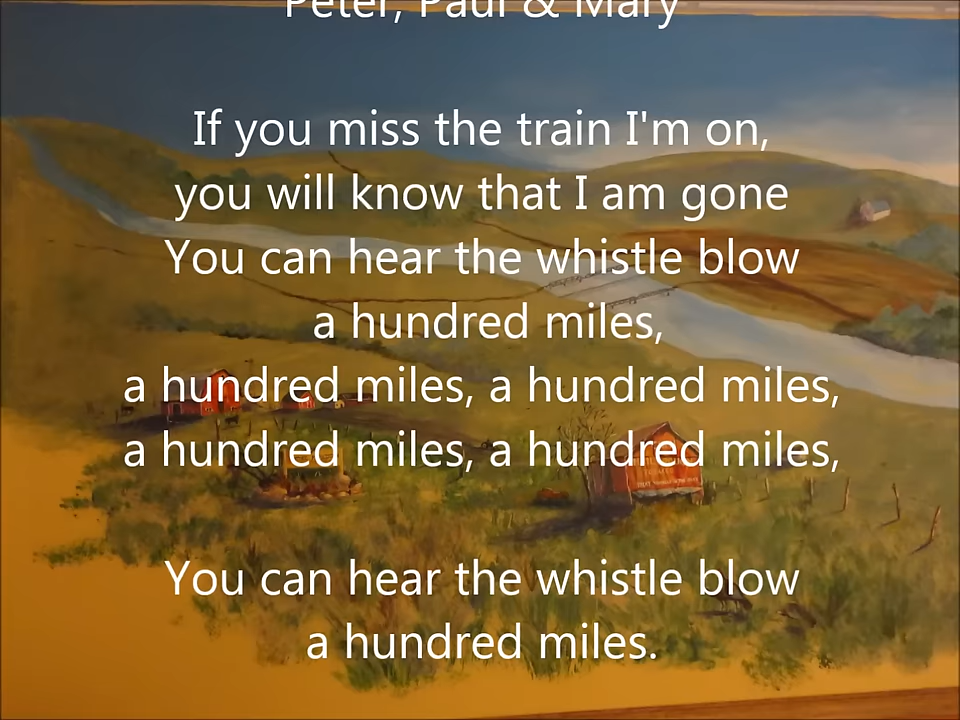 Peter, Paul & Mary
If you miss the train I'm on,
you will know that I am gone
You can hear the whistle blow
a hundred miles,
a hundred miles, a hundred miles,
a hundred miles, a hundred miles,
You can hear the whistle blow
a hundred miles.